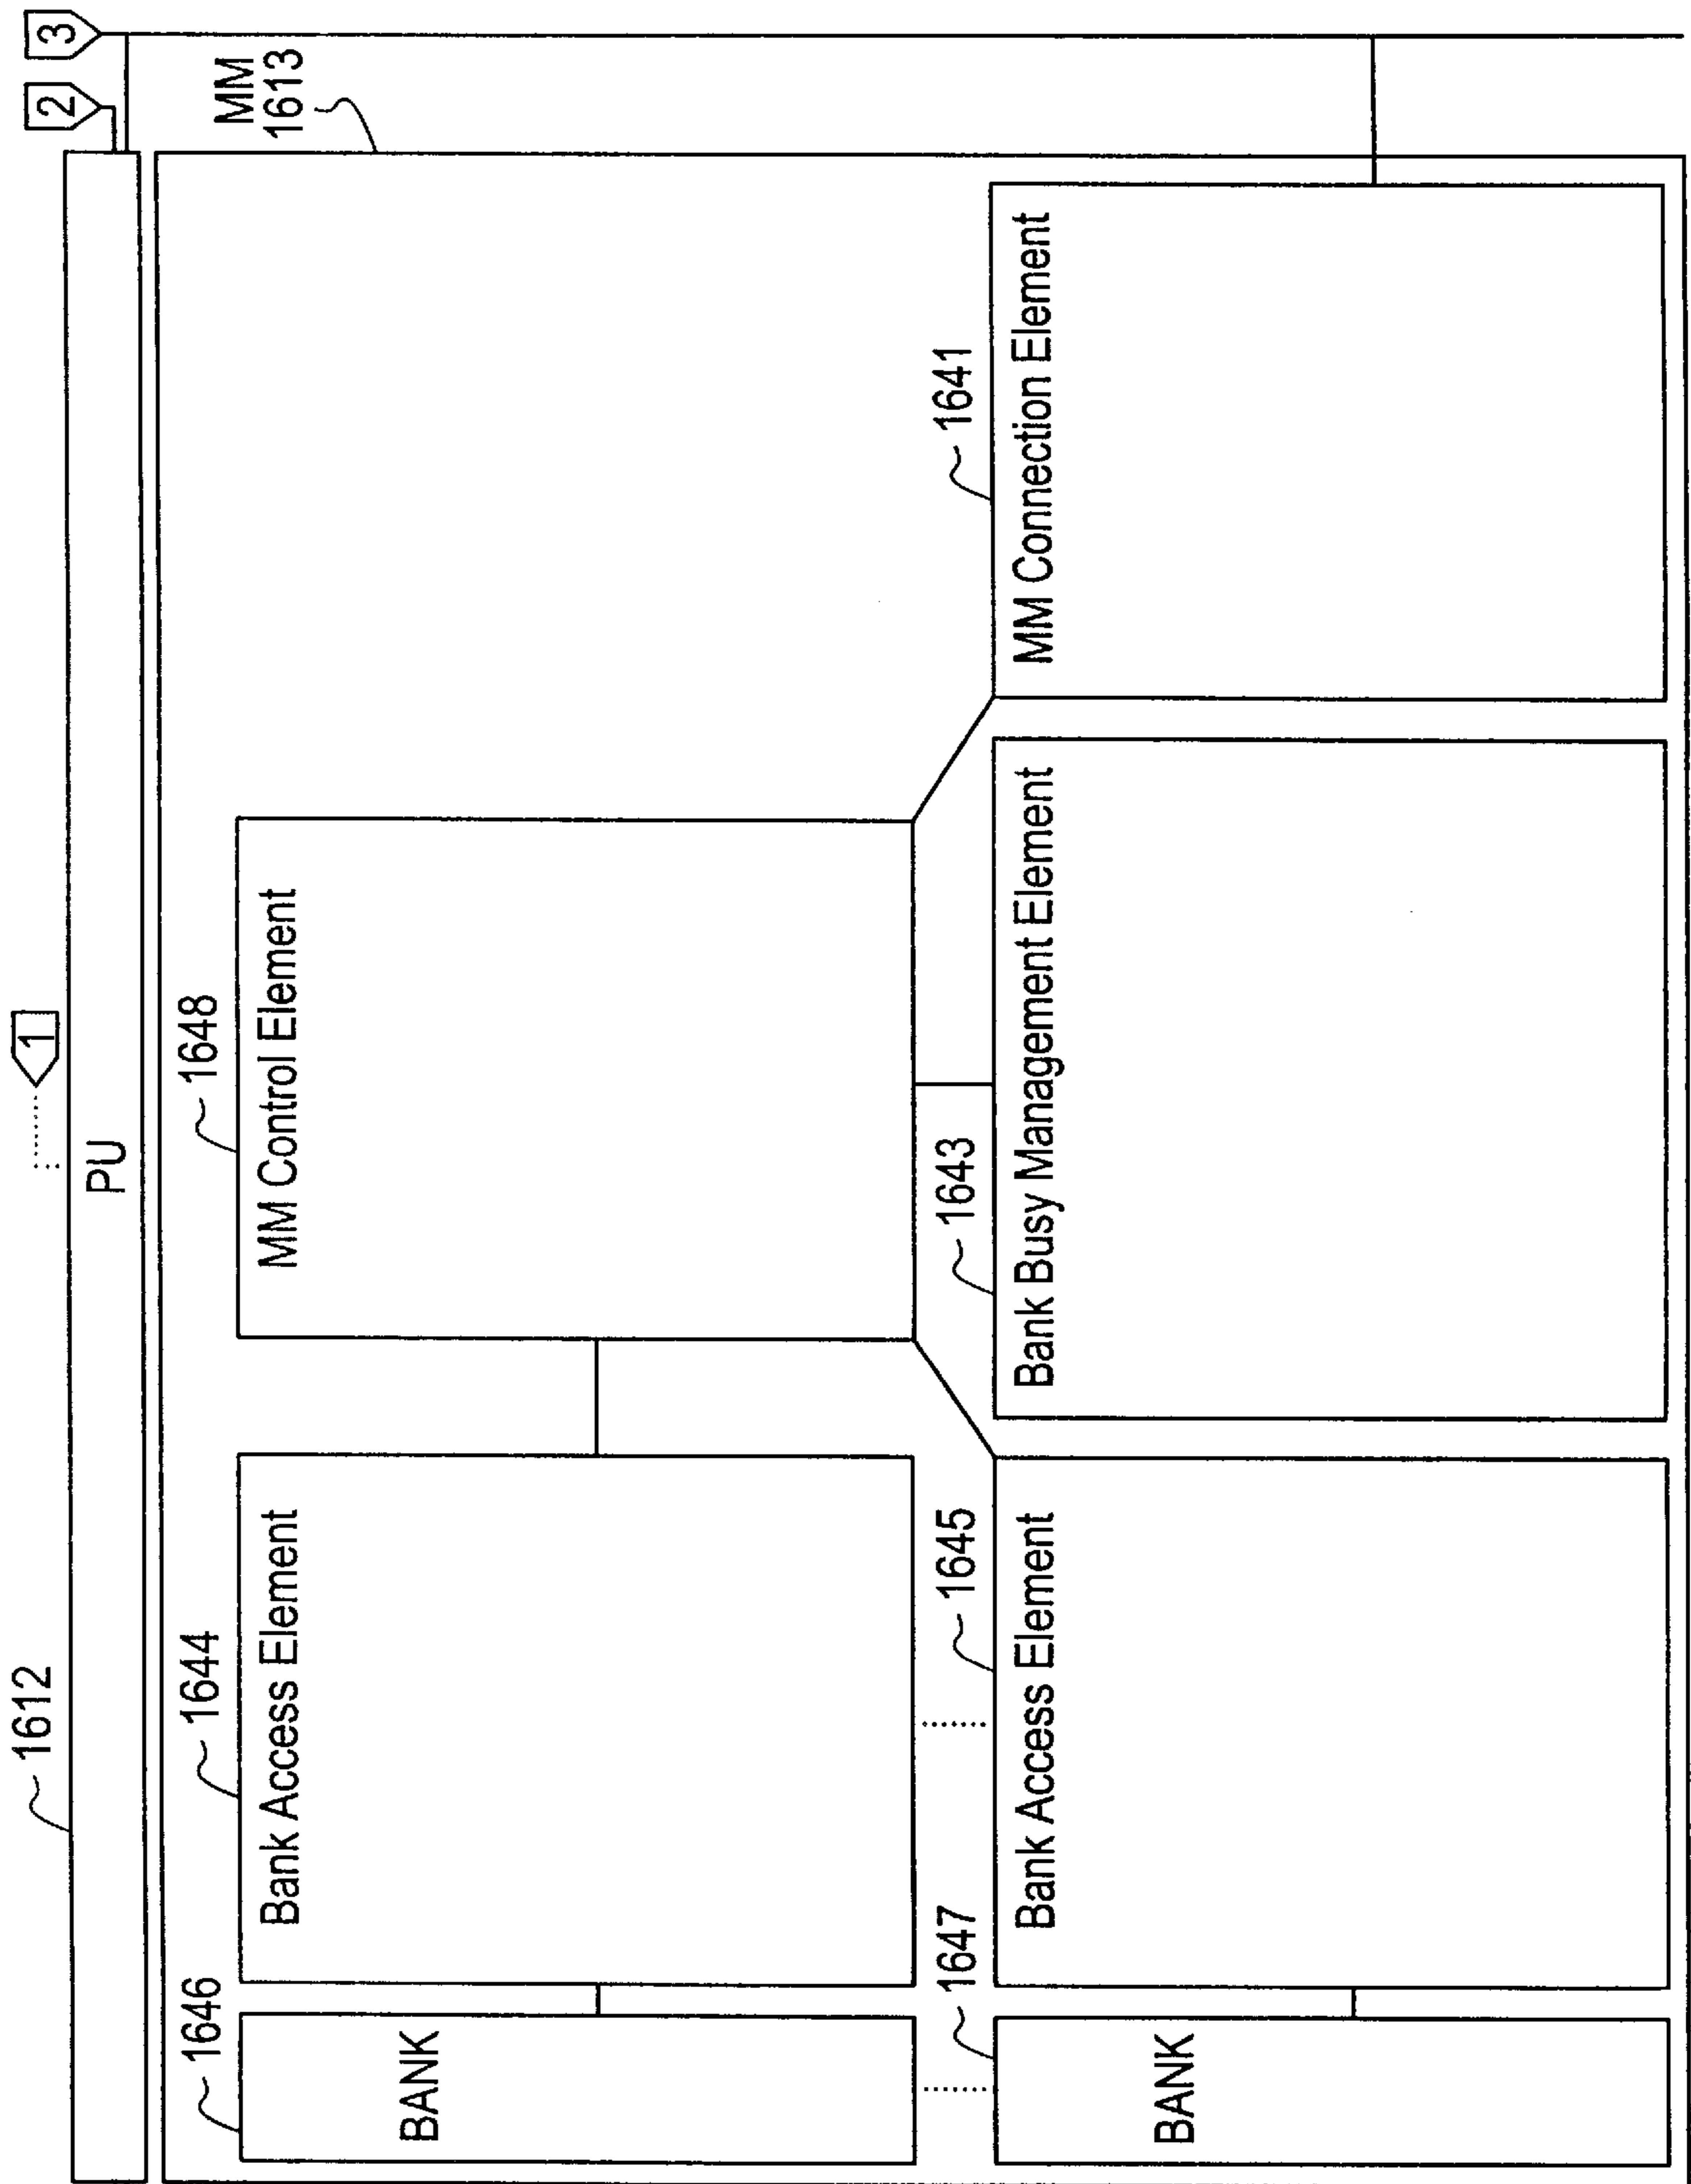 1612
1
2
3
PU
MM
1613
1646
1644
1648
BANK
Bank Access Element
MM Control Element
1647
1645
1643
1641
BANK
Bank Access Element
Bank Busy Management Element
MM Connection Element